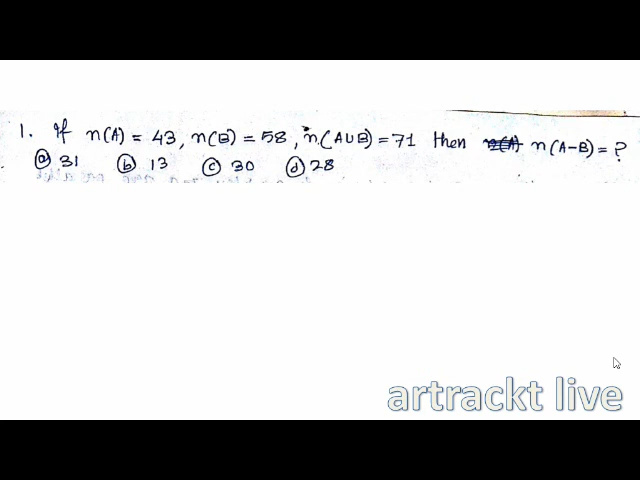 1. If n(A) = 43, n(B) = 58, n(A∪B) = 71 then n(A-B) = ?
ⓐ 31 ⓑ 13 ⓒ 30 ⓓ 28
artrackt live